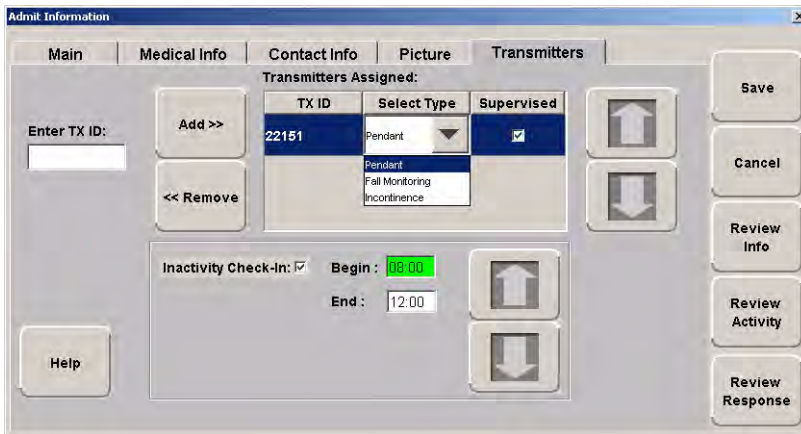 Admit Information
Main Medical Info Contact Info Picture Transmitters
Transmitters Assigned:
TX ID Select Type Supervised
Enter TX ID:
Add >>
<< Remove
22151 Pendant
Pendant
Fall Monitoring
Incontinence
Inactivity Check-In: Begin : 08:00
End : 12:00
Help
Save
Cancel
Review
Info
Review
Activity
Review
Response